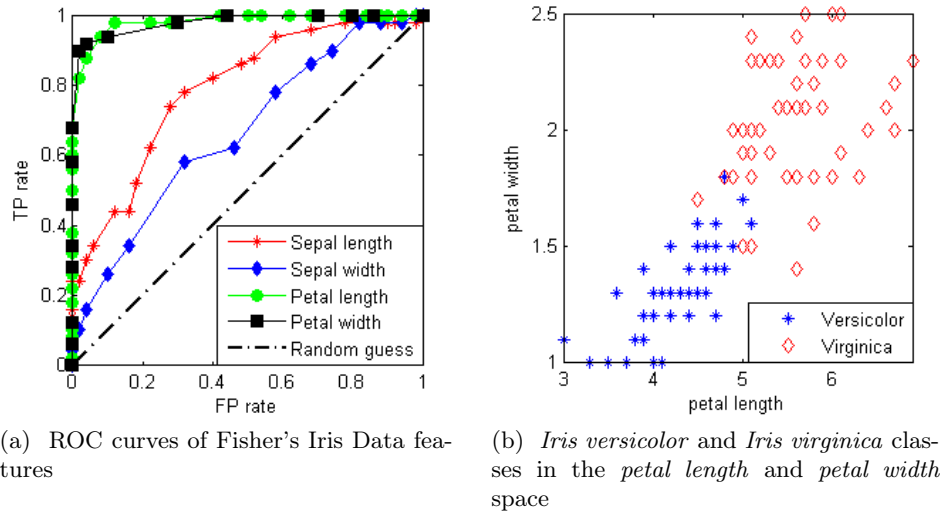 TP rate
1
0.8
0.6
0.4
0.2
0
0
0.2
0.4
0.6
0.8
1
FP rate
Sepal length
Sepal width
Petal length
Petal width
Random guess
petal width
2.5
2
1.5
1
3
4
5
6
petal length
Versicolor
Virginica
(a) ROC curves of Fisher's Iris Data fea-
tures
(b) Iris versicolor and Iris virginica clas-
ses in the petal length and petal width
space